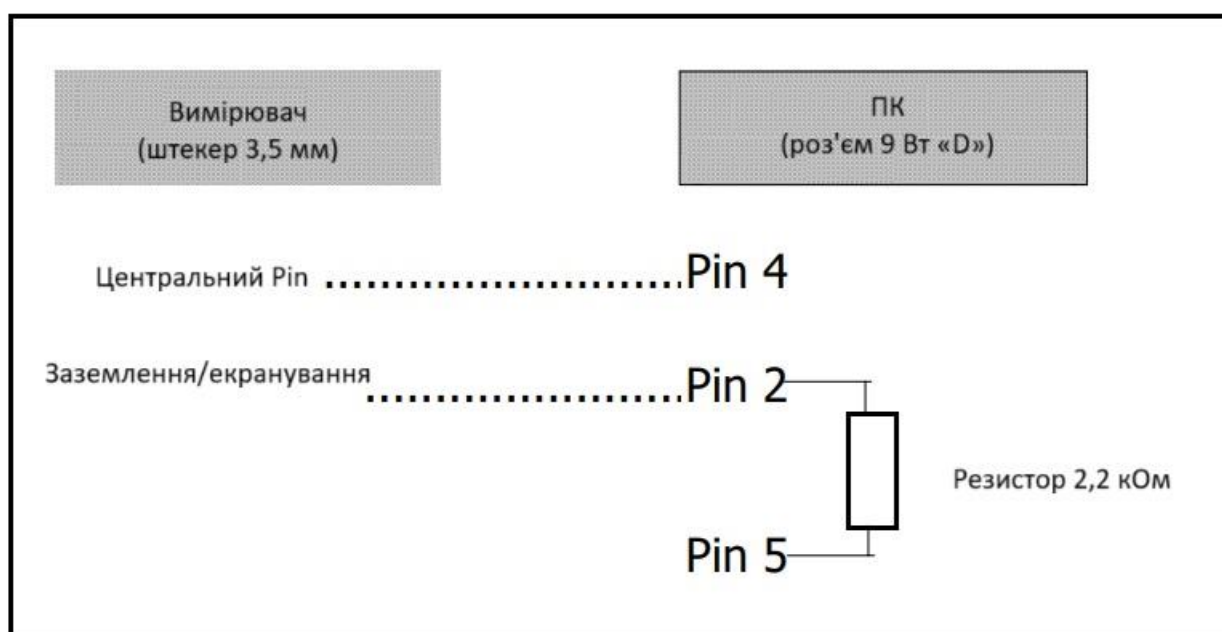 Вимірювач
(штекер 3,5 мм)
ПК
(роз'єм 9 Вт «D»)
Центральний Pin ........................... Pin 4
Заземлення/екранування ....................... Pin 2
Резистор 2,2 кОм
Pin 5